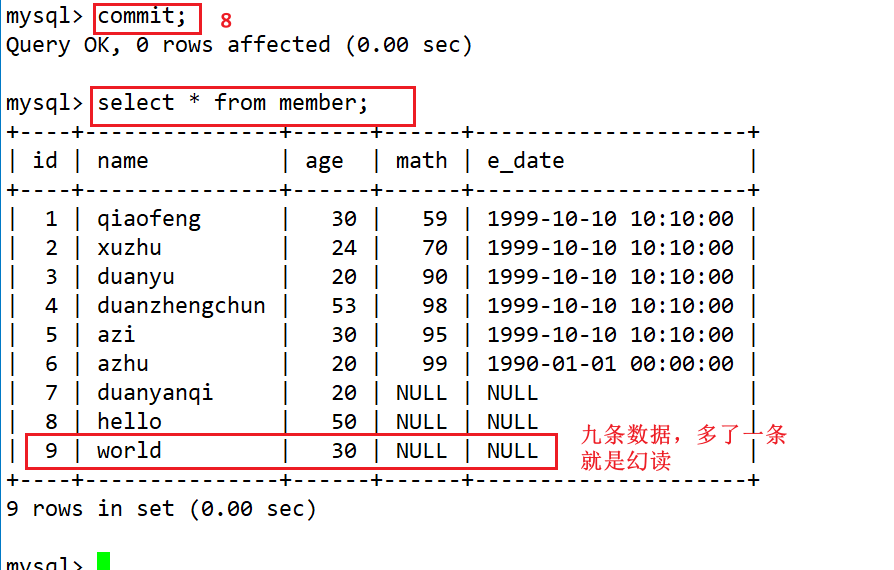 mysql> commit; 8
Query OK, 0 rows affected (0.00 sec)
mysql> select * from member;
+----+---------------+------+------+---------------------+
| id | name          | age  | math | e_date              |
+----+---------------+------+------+---------------------+
|  1 | qiaofeng      |   30 |   59 | 1999-10-10 10:10:00 |
|  2 | xuzhu         |   24 |   70 | 1999-10-10 10:10:00 |
|  3 | duanyu        |   20 |   90 | 1999-10-10 10:10:00 |
|  4 | duanzhengchun |   53 |   98 | 1999-10-10 10:10:00 |
|  5 | azi           |   30 |   95 | 1999-10-10 10:10:00 |
|  6 | azhu          |   20 |   99 | 1990-01-01 00:00:00 |
|  7 | duanyanqi     |   20 | NULL | NULL                |
|  8 | hello         |   50 | NULL | NULL                |
|  9 | world         |   30 | NULL | NULL                |
九条数据，多了一条
就是幻读
+----+---------------+------+------+---------------------+
9 rows in set (0.00 sec)
mysql>